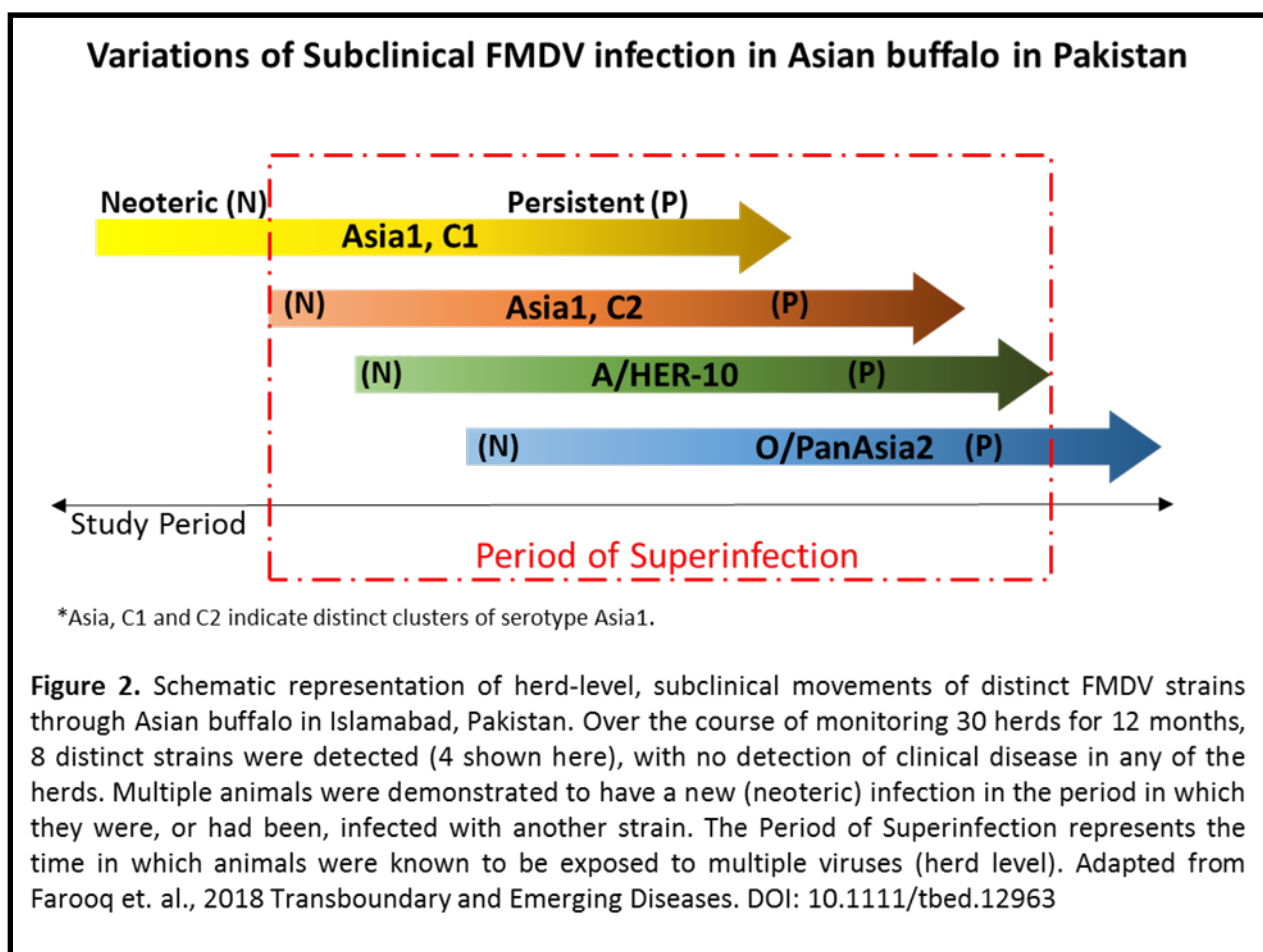 Variations of Subclinical FMDV infection in Asian buffalo in Pakistan
Neoteric (N) Persistent (P)
Asia1, C1
(N) Asia1, C2 (P)
(N) A/HER-10 (P)
(N) O/PanAsia2 (P)
Study Period
Period of Superinfection
*Asia, C1 and C2 indicate distinct clusters of serotype Asia1.
Figure 2. Schematic representation of herd-level, subclinical movements of distinct FMDV strains
through Asian buffalo in Islamabad, Pakistan. Over the course of monitoring 30 herds for 12 months,
8 distinct strains were detected (4 shown here), with no detection of clinical disease in any of the
herds. Multiple animals were demonstrated to have a new (neoteric) infection in the period in which
they were, or had been, infected with another strain. The Period of Superinfection represents the
time in which animals were known to be exposed to multiple viruses (herd level). Adapted from
Farooq et. al., 2018 Transboundary and Emerging Diseases. DOI: 10.1111/tbed.12963